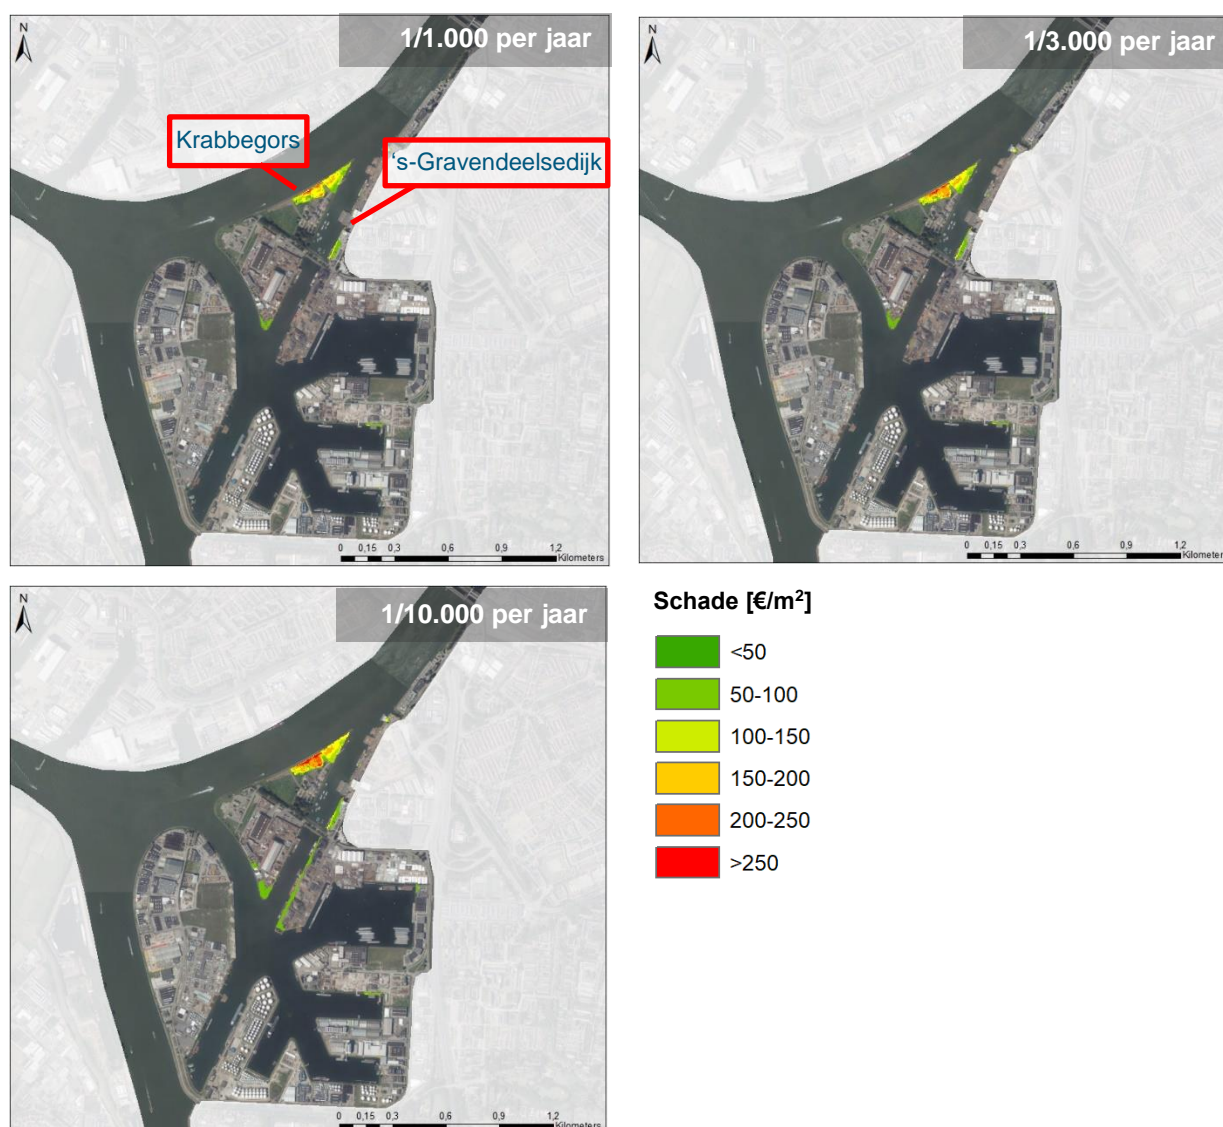 N
1/1.000 per jaar
Krabbegors
‘s-Gravendeelsedijk
0 0,15 0,3 0,6 0,9 1,2
Kilometers
N
1/3.000 per jaar
0 0,15 0,3 0,6 0,9 1,2
Kilometers
N
1/10.000 per jaar
0 0,15 0,3 0,6 0,9 1,2
Kilometers
Schade [€/m²]
<50
50-100
100-150
150-200
200-250
>250